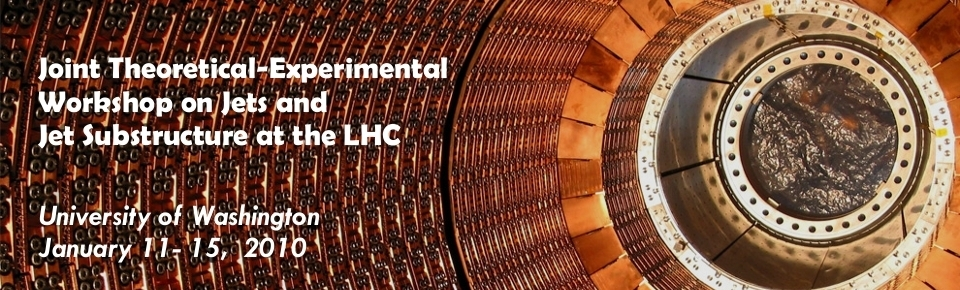 Joint Theoretical-Experimental
Workshop on Jets and
Jet Substructure at the LHC
University of Washington
January 11- 15, 2010